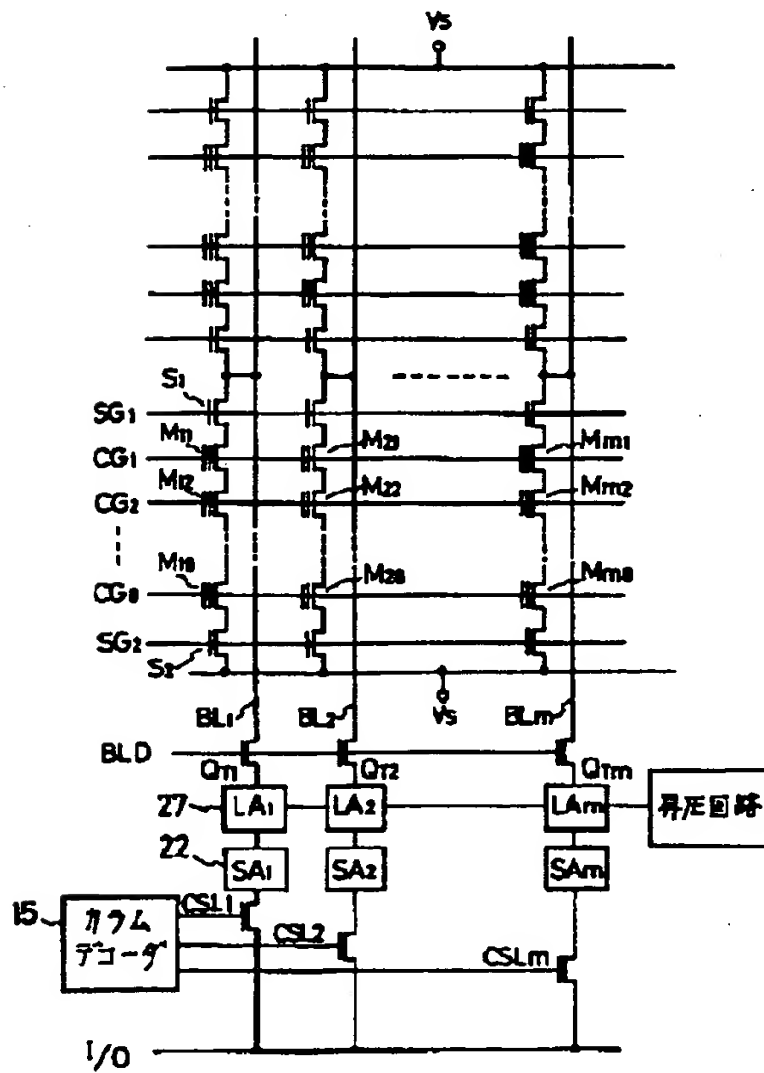 Vs
S1
SG1
M11 M21 Mm1
CG1
M12 M22 Mm2
CG2
M18 M28 Mm8
CG8
SG2
S2
Vs
BL1 BL2 BLm
BLD
QT1 QT2 QTm
27 LA1 LA2 LAm 昇圧回路
22 SA1 SA2 SAm
15 カラム
デコーダ
CSL1
CSL2
CSLm
I/O